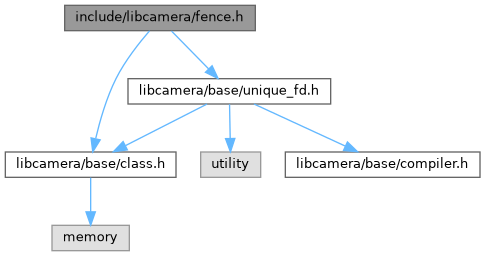 include/libcamera/fence.h
libcamera/base/unique_fd.h
libcamera/base/class.h
utility
libcamera/base/compiler.h
memory